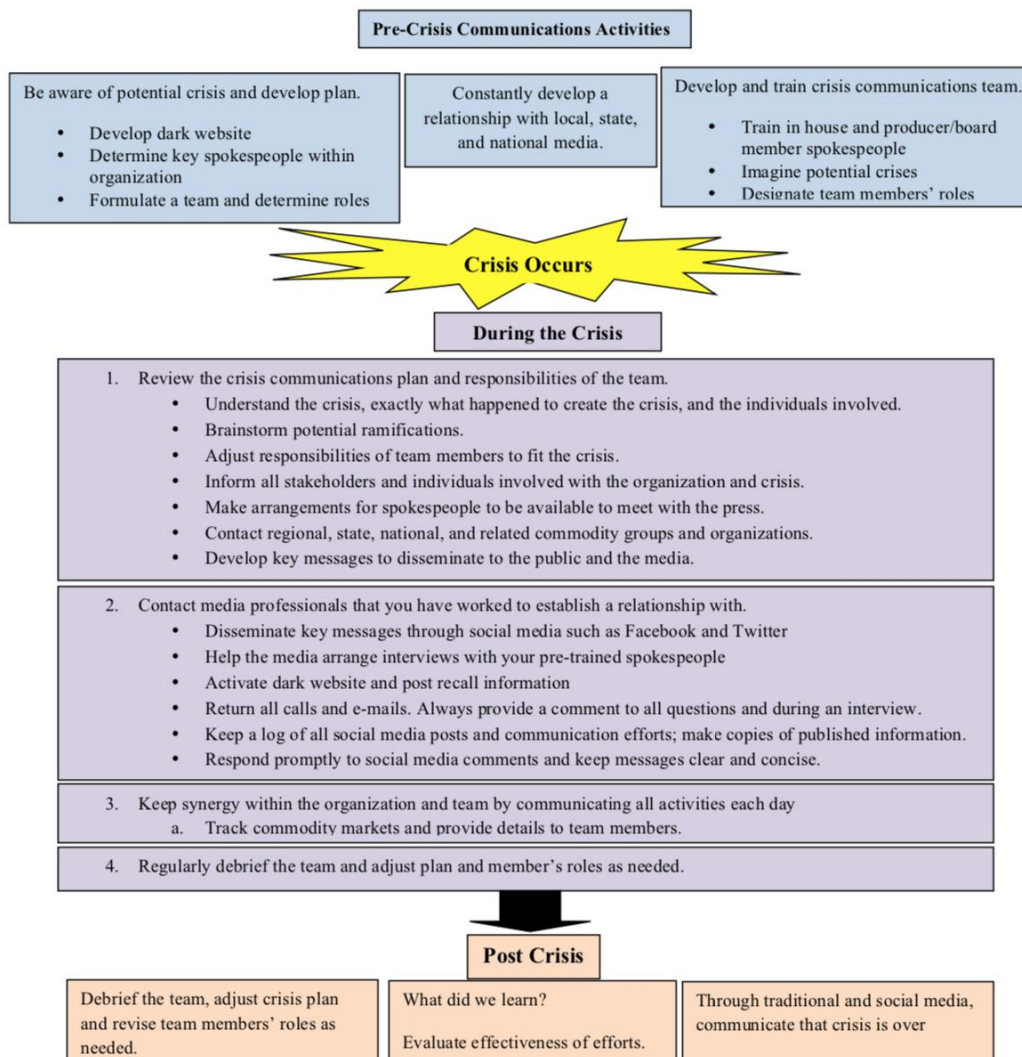 Pre-Crisis Communications Activities
Be aware of potential crisis and develop plan.
• Develop dark website
• Determine key spokespeople within
organization
• Formulate a team and determine roles
Constantly develop a
relationship with local, state,
and national media.
Develop and train crisis communications team.
• Train in house and producer/board
member spokespeople
• Imagine potential crises
• Designate team members' roles
Crisis Occurs
During the Crisis
1. Review the crisis communications plan and responsibilities of the team.
• Understand the crisis, exactly what happened to create the crisis, and the individuals involved.
• Brainstorm potential ramifications.
• Adjust responsibilities of team members to fit the crisis.
• Inform all stakeholders and individuals involved with the organization and crisis.
• Make arrangements for spokespeople to be available to meet with the press.
• Contact regional, state, national, and related commodity groups and organizations.
• Develop key messages to disseminate to the public and the media.
2. Contact media professionals that you have worked to establish a relationship with.
• Disseminate key messages through social media such as Facebook and Twitter
• Help the media arrange interviews with your pre-trained spokespeople
• Activate dark website and post recall information
• Return all calls and e-mails. Always provide a comment to all questions and during an interview.
• Keep a log of all social media posts and communication efforts; make copies of published information.
• Respond promptly to social media comments and keep messages clear and concise.
3. Keep synergy within the organization and team by communicating all activities each day
a. Track commodity markets and provide details to team members.
4. Regularly debrief the team and adjust plan and member's roles as needed.
Post Crisis
Debrief the team, adjust crisis plan
and revise team members' roles as
needed.
What did we learn?
Evaluate effectiveness of efforts.
Through traditional and social media,
communicate that crisis is over